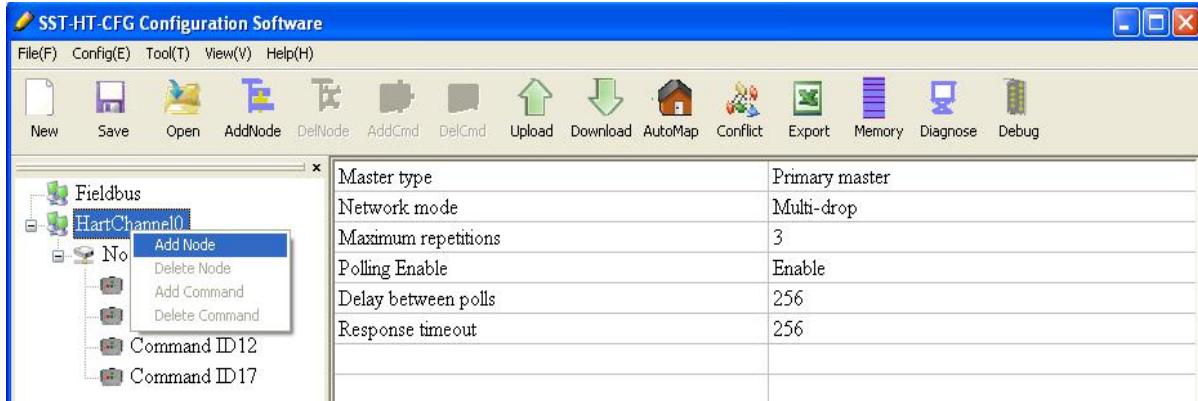 SST-HT-CFG Configuration Software
File(F) Config(E) Tool(T) View(V) Help(H)
New Save Open AddNode DelNode AddCmd DelCmd Upload Download AutoMap Conflict Export Memory Diagnose Debug
Fieldbus
HartChannel0
No
Add Node
Delete Node
Add Command
Delete Command
Command ID12
Command ID17
Master type Primary master
Network mode Multi-drop
Maximum repetitions 3
Polling Enable Enable
Delay between polls 256
Response timeout 256